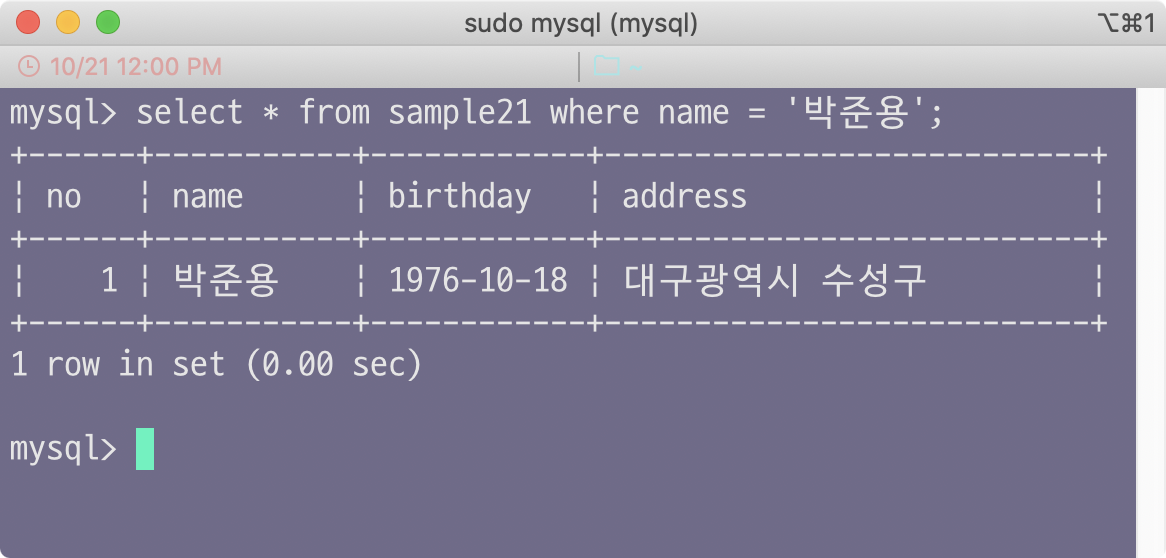 sudo mysql (mysql)
⌥⌘1
10/21 12:00 PM
~
mysql> select * from sample21 where name = '박준용';
+------+-----------+------------+---------------------------+
¦ no   ¦ name      ¦ birthday   ¦ address                   ¦
+------+-----------+------------+---------------------------+
¦    1 ¦ 박준용    ¦ 1976-10-18 ¦ 대구광역시 수성구         ¦
+------+-----------+------------+---------------------------+
1 row in set (0.00 sec)
mysql>